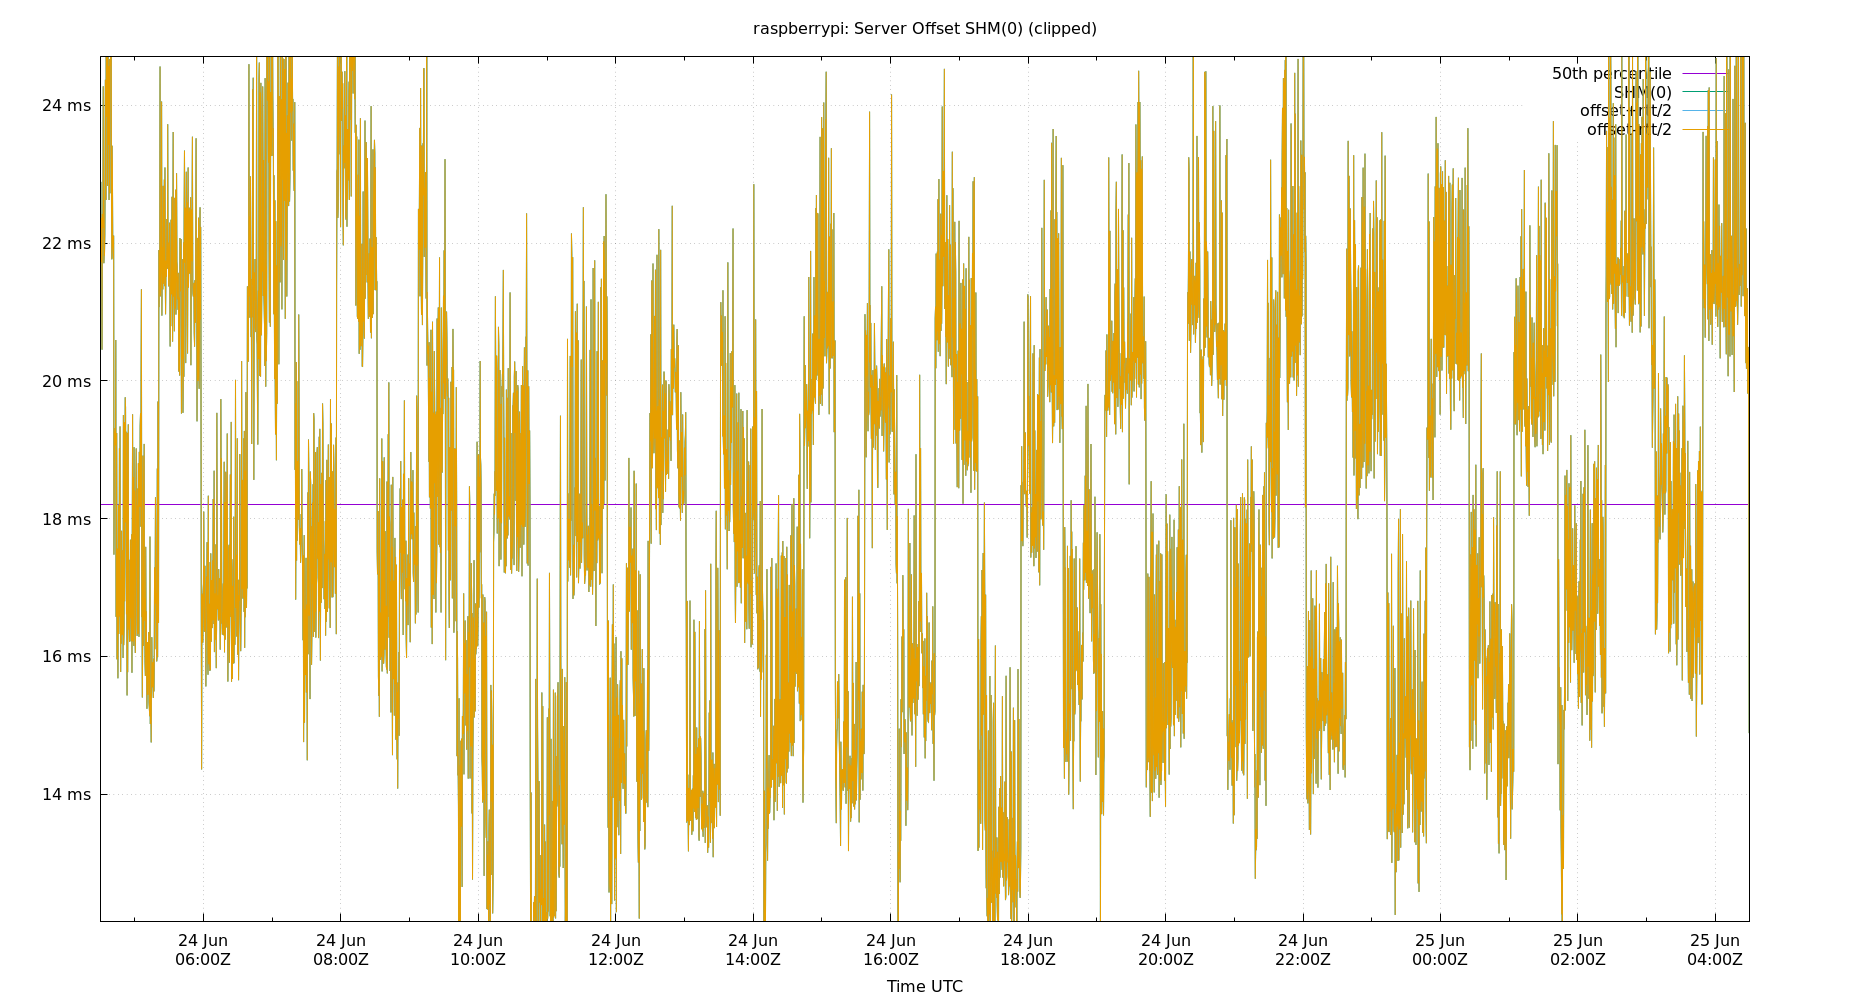 raspberrypi: Server Offset SHM(0) (clipped)
50th percentile
SHM(0)
offset+rtt/2
offset-rtt/2
24 ms
22 ms
20 ms
18 ms
16 ms
14 ms
24 Jun 24 Jun 24 Jun 24 Jun 24 Jun 24 Jun 24 Jun 24 Jun 24 Jun 25 Jun 25 Jun 25 Jun
06:00Z 08:00Z 10:00Z 12:00Z 14:00Z 16:00Z 18:00Z 20:00Z 22:00Z 00:00Z 02:00Z 04:00Z
Time UTC